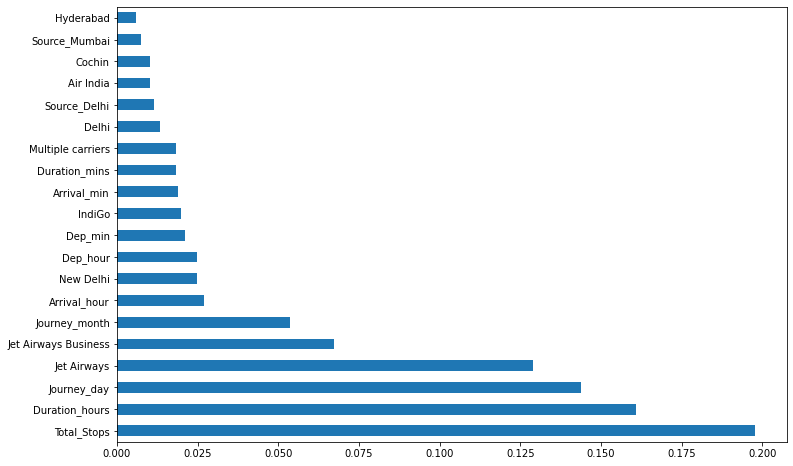 Hyderabad
Source_Mumbai
Cochin
Air India
Source_Delhi
Delhi
Multiple carriers
Duration_mins
Arrival_min
IndiGo
Dep_min
Dep_hour
New Delhi
Arrival_hour
Journey_month
Jet Airways Business
Jet Airways
Journey_day
Duration_hours
Total_Stops
0.000 0.025 0.050 0.075 0.100 0.125 0.150 0.175 0.200